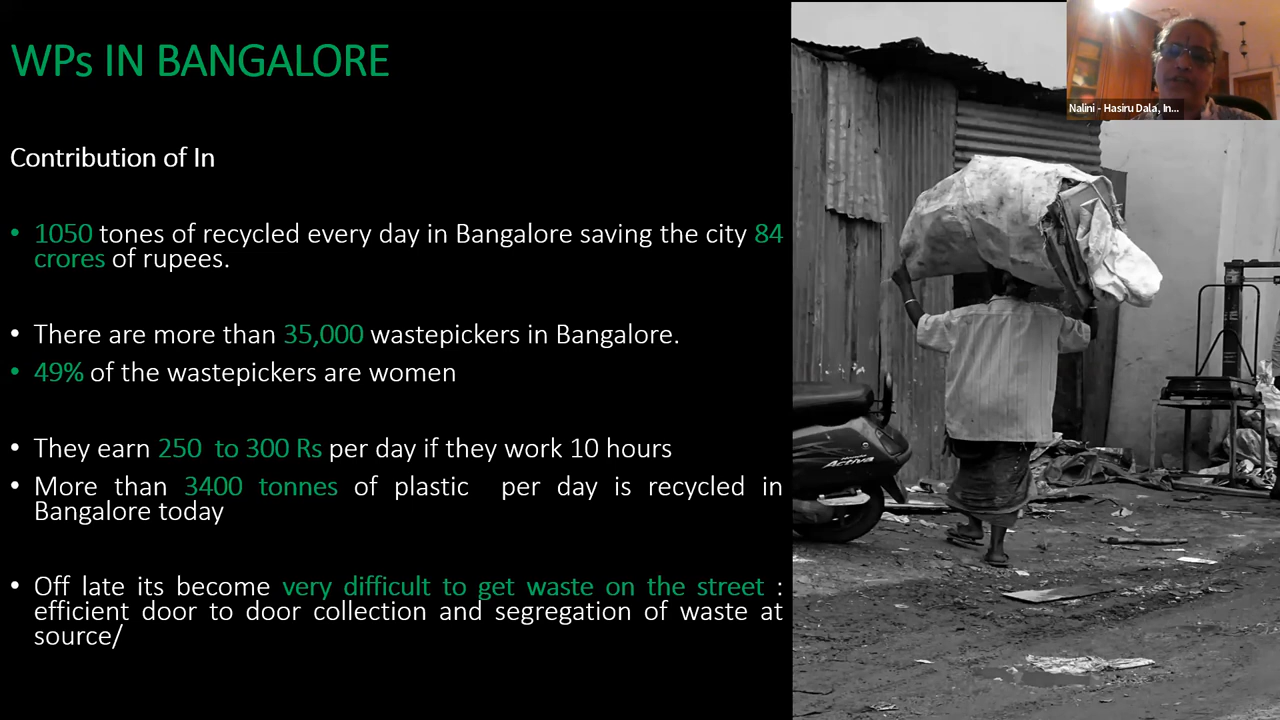 WPs IN BANGALORE
Nalini - Hasiru Dala, In...
Contribution of In
• 1050 tones of recycled every day in Bangalore saving the city 84
crores of rupees.
• There are more than 35,000 wastepickers in Bangalore.
• 49% of the wastepickers are women
• They earn 250 to 300 Rs per day if they work 10 hours
• More than 3400 tonnes of plastic per day is recycled in
Bangalore today
Activa
• Off late its become very difficult to get waste on the street :
efficient door to door collection and segregation of waste at
source/